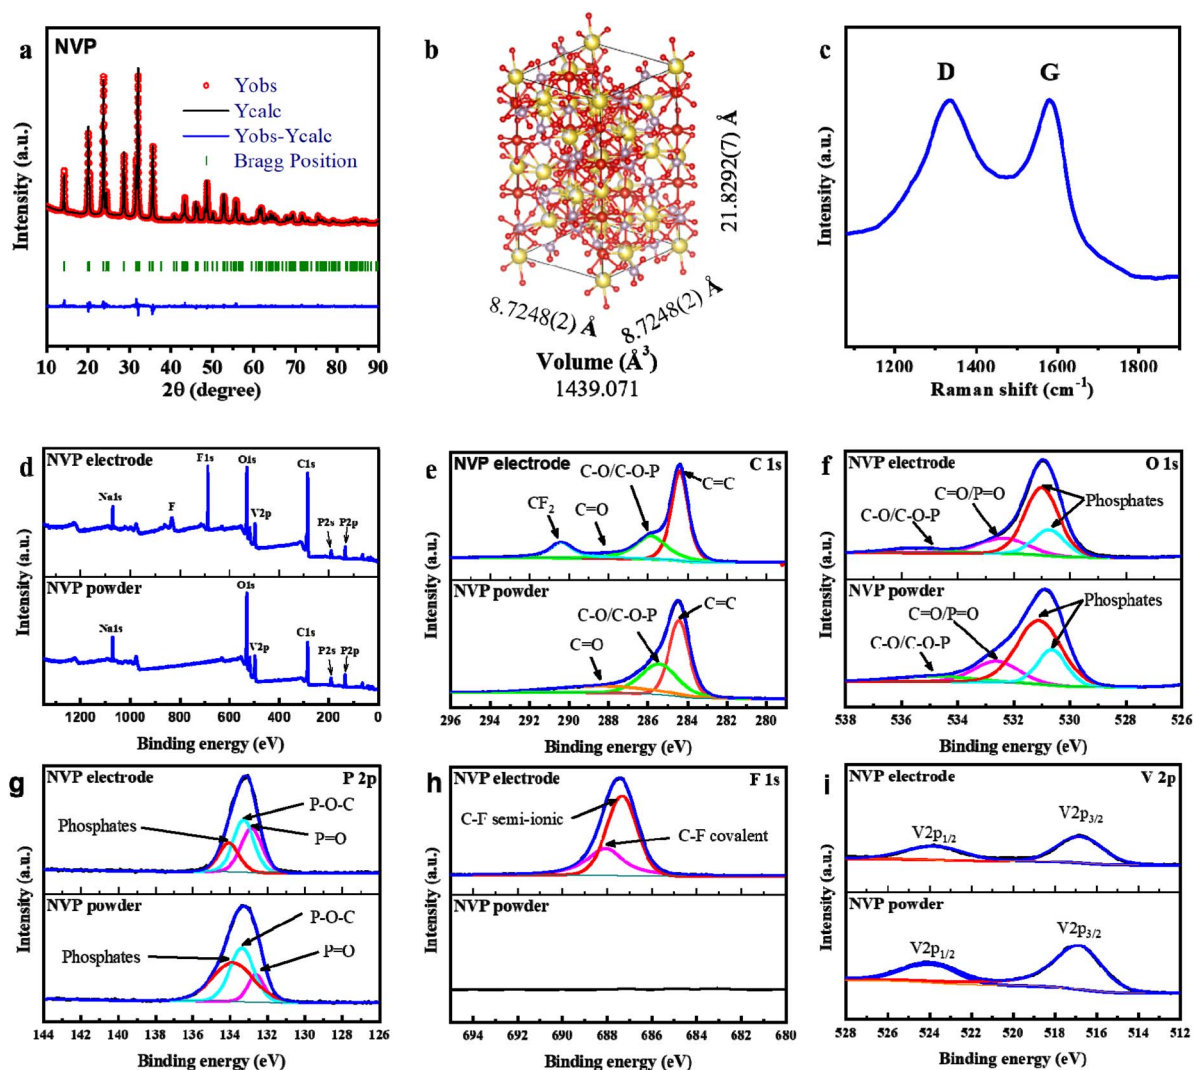 a NVP
Yobs
Ycalc
Yobs-Ycalc
Bragg Position
Intensity (a.u.)
10 20 30 40 50 60 70 80 90
2θ (degree)
b
21.8292(7) Å
8.7248(2) Å
8.7248(2) Å
Volume (Å³)
1439.071
c
D G
Intensity (a.u.)
1200 1400 1600 1800
Raman shift (cm⁻¹)
d NVP electrode
Na1s F F1s O1s V2p C1s P2s P2p
NVP powder
Na1s O1s V2p C1s P2s P2p
Intensity (a.u.)
1200 1000 800 600 400 200 0
Binding energy (eV)
e NVP electrode C 1s
C-O/C-O-P
CF₂ C=O C=C
NVP powder
C-O/C-O-P C=C
C=O
Intensity (a.u.)
296 294 292 290 288 286 284 282 280
Binding energy (eV)
f NVP electrode O 1s
C=O/P=O
C-O/C-O-P Phosphates
NVP powder
C=O/P=O Phosphates
C-O/C-O-P
Intensity (a.u.)
538 536 534 532 530 528 526
Binding energy (eV)
g NVP electrode P 2p
P-O-C
Phosphates P=O
NVP powder
P-O-C
Phosphates P=O
Intensity (a.u.)
144 142 140 138 136 134 132 130 128 126
Binding energy (eV)
h NVP electrode F 1s
C-F semi-ionic
C-F covalent
NVP powder
Intensity (a.u.)
694 692 690 688 686 684 682 680
Binding energy (eV)
i NVP electrode V 2p
V2p₁/₂ V2p₃/₂
NVP powder
V2p₁/₂ V2p₃/₂
Intensity (a.u.)
528 526 524 522 520 518 516 514 512
Binding energy (eV)